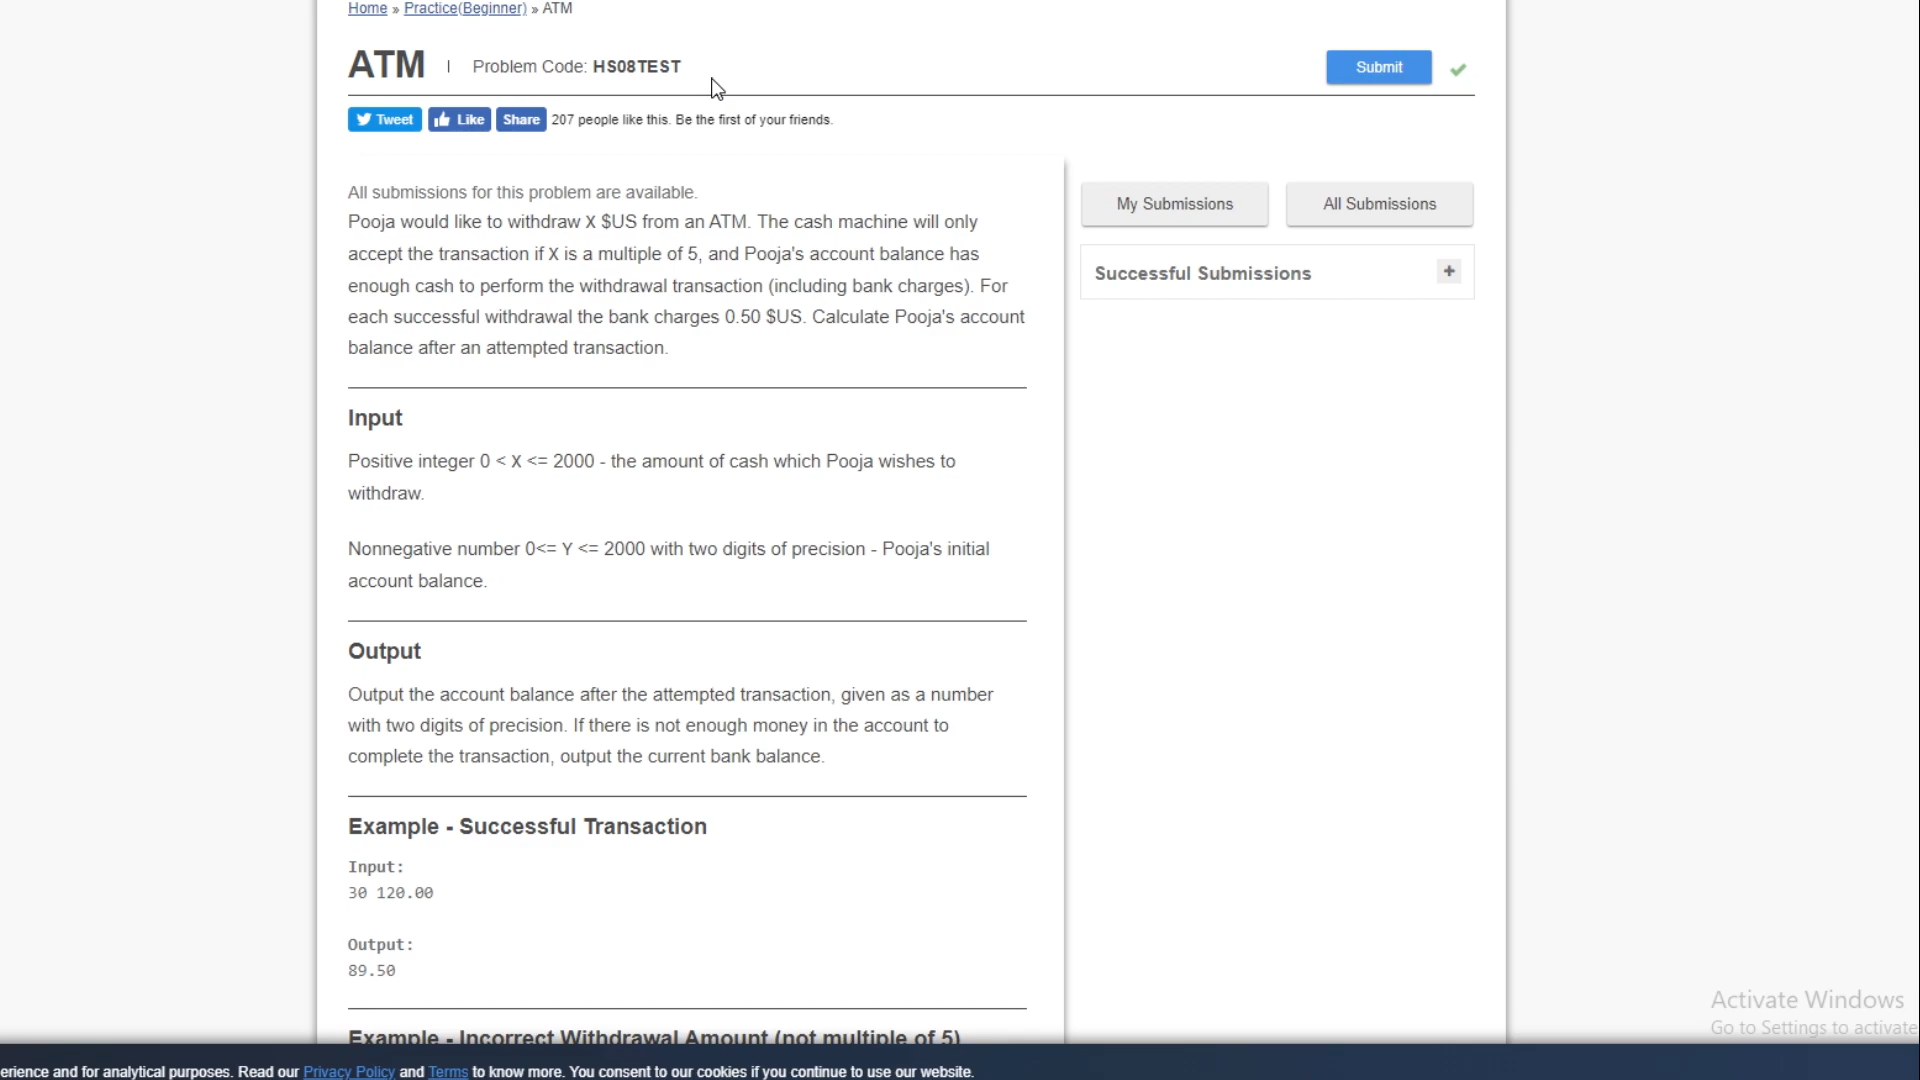 Home » Practice(Beginner) » ATM
ATM | Problem Code: HS08TEST
Submit
Tweet Like Share 207 people like this. Be the first of your friends.
All submissions for this problem are available.
Pooja would like to withdraw X $US from an ATM. The cash machine will only
accept the transaction if X is a multiple of 5, and Pooja's account balance has
enough cash to perform the withdrawal transaction (including bank charges). For
each successful withdrawal the bank charges 0.50 $US. Calculate Pooja's account
balance after an attempted transaction.
Input
Positive integer 0 < X <= 2000 - the amount of cash which Pooja wishes to
withdraw.
Nonnegative number 0<= Y <= 2000 with two digits of precision - Pooja's initial
account balance.
Output
Output the account balance after the attempted transaction, given as a number
with two digits of precision. If there is not enough money in the account to
complete the transaction, output the current bank balance.
Example - Successful Transaction
Input:
30 120.00
Output:
89.50
Example - Incorrect Withdrawal Amount (not multiple of 5)
My Submissions
All Submissions
Successful Submissions +
Activate Windows
Go to Settings to activate
erience and for analytical purposes. Read our Privacy Policy and Terms to know more. You consent to our cookies if you continue to use our website.